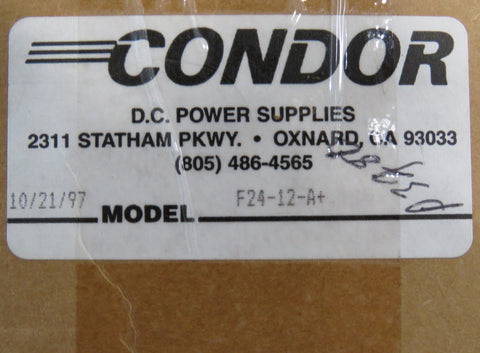 CONDOR
D.C. POWER SUPPLIES
2311 STATHAM PKWY. • OXNARD, CA 93033
(805) 486-4565
10/21/97 MODEL F24-12-A+